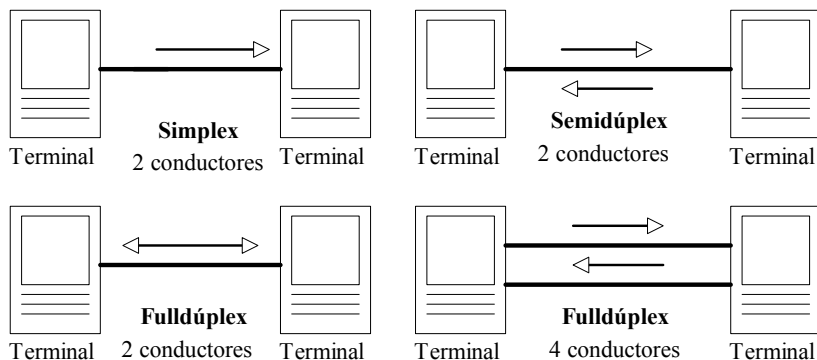 Simplex
Terminal 2 conductores Terminal
Semidúplex
Terminal 2 conductores Terminal
Fulldúplex
Terminal 2 conductores Terminal
Fulldúplex
Terminal 4 conductores Terminal